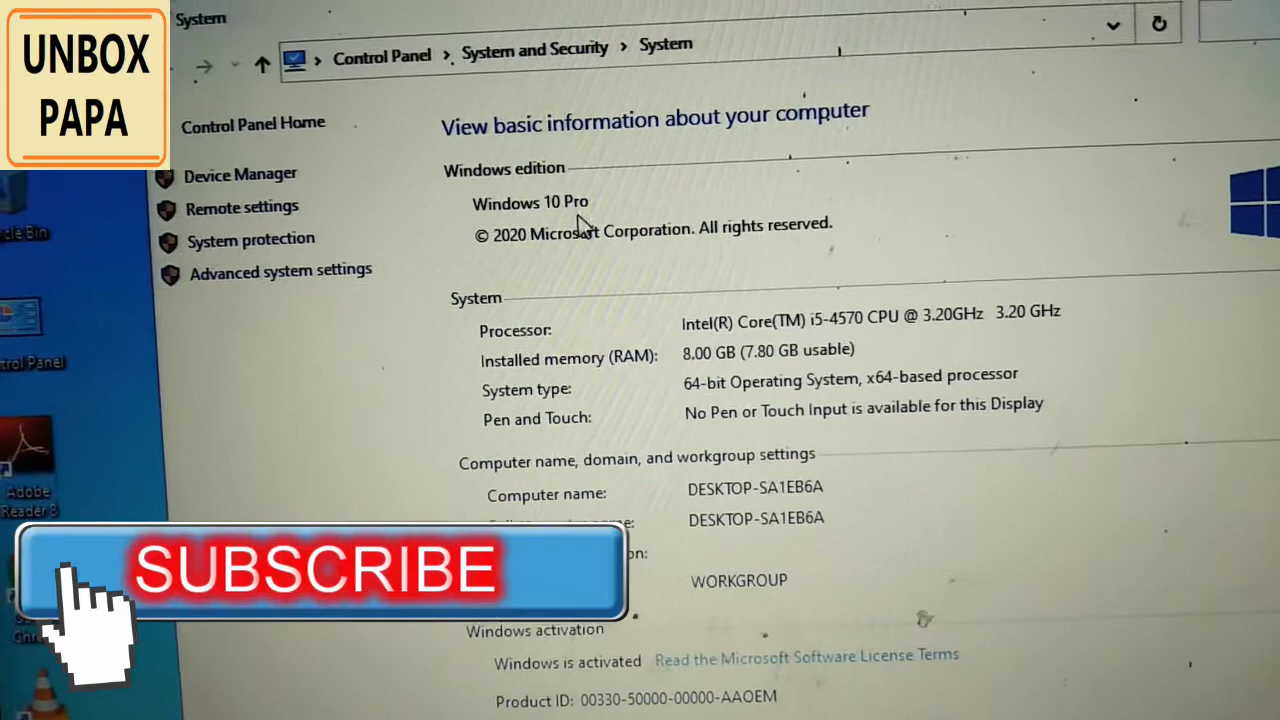 System
UNBOX
PAPA
Control Panel > System and Security > System
Control Panel Home
Device Manager
Remote settings
System protection
Advanced system settings
View basic information about your computer
Windows edition
Windows 10 Pro
© 2020 Microsoft Corporation. All rights reserved.
System
Processor: Intel(R) Core(TM) i5-4570 CPU @ 3.20GHz 3.20 GHz
Installed memory (RAM): 8.00 GB (7.80 GB usable)
System type: 64-bit Operating System, x64-based processor
Pen and Touch: No Pen or Touch Input is available for this Display
Computer name, domain, and workgroup settings
Computer name: DESKTOP-SA1EB6A
DESKTOP-SA1EB6A
WORKGROUP
Windows activation
Windows is activated Read the Microsoft Software License Terms
Product ID: 00330-50000-00000-AAOEM
Bin
Panel
Adobe
Reader 8
SUBSCRIBE